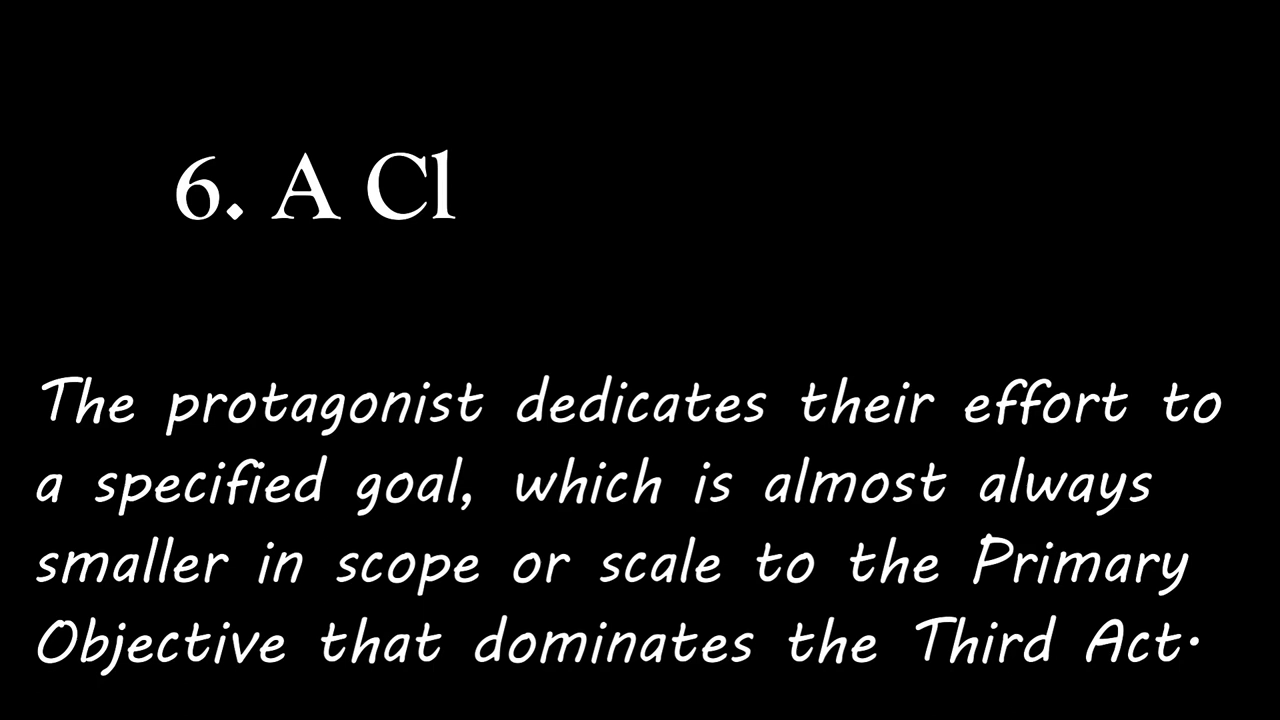 6. A Cl
The protagonist dedicates their effort to
a specified goal, which is almost always
smaller in scope or scale to the Primary
Objective that dominates the Third Act.